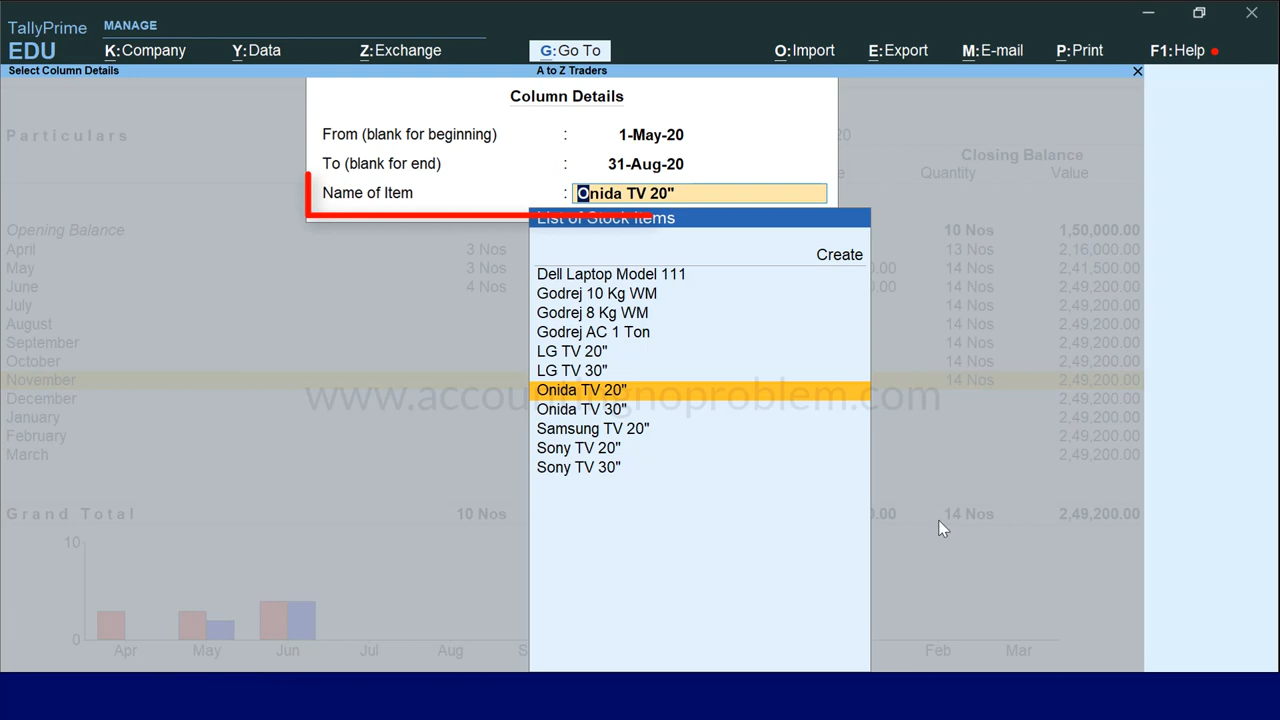 TallyPrime MANAGE
EDU K:Company Y:Data Z:Exchange G:Go To O:Import E:Export M:E-mail P:Print F1:Help
Select Column Details A to Z Traders
Column Details
From (blank for beginning) : 1-May-20
To (blank for end) : 31-Aug-20
Name of Item : Onida TV 20"
List of Stock Items
Create
Dell Laptop Model 111
Godrej 10 Kg WM
Godrej 8 Kg WM
Godrej AC 1 Ton
LG TV 20"
LG TV 30"
Onida TV 20"
Onida TV 30"
Samsung TV 20"
Sony TV 20"
Sony TV 30"
Particulars 20
Closing Balance
Quantity Value
Opening Balance 10 Nos 1,50,000.00
April 3 Nos 13 Nos 2,16,000.00
May 3 Nos 00.00 14 Nos 2,41,500.00
June 4 Nos 00.00 14 Nos 2,49,200.00
July 14 Nos 2,49,200.00
August 14 Nos 2,49,200.00
September 14 Nos 2,49,200.00
October 14 Nos 2,49,200.00
November 14 Nos 2,49,200.00
December 2,49,200.00
January 2,49,200.00
February 2,49,200.00
March 2,49,200.00
Grand Total 10 Nos 00.00 14 Nos 2,49,200.00
10
0
Apr May Jun Jul Aug S Feb Mar